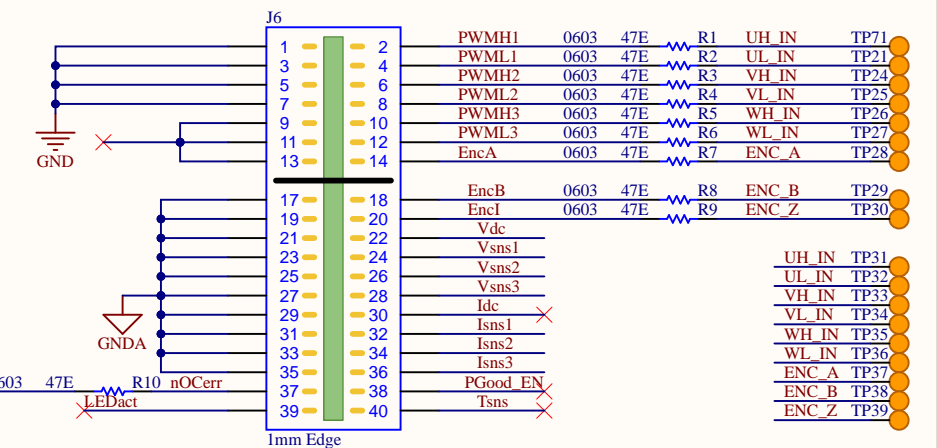 J6
1 2 PWMH1 0603 47E R1 UH_IN TP71
3 4 PWML1 0603 47E R2 UL_IN TP21
5 6 PWMH2 0603 47E R3 VH_IN TP24
7 8 PWML2 0603 47E R4 VL_IN TP25
9 10 PWMH3 0603 47E R5 WH_IN TP26
GND 11 12 PWML3 0603 47E R6 WL_IN TP27
13 14 EncA 0603 47E R7 ENC_A TP28
17 18 EncB 0603 47E R8 ENC_B TP29
19 20 EncI 0603 47E R9 ENC_Z TP30
21 22 Vdc
23 24 Vsns1 UH_IN TP31
25 26 Vsns2 UL_IN TP32
27 28 Vsns3 VH_IN TP33
GNDA 29 30 Idc VL_IN TP34
31 32 Isns1 WH_IN TP35
33 34 Isns2 WL_IN TP36
35 36 Isns3 ENC_A TP37
603 47E R10 nOCerr 37 38 PGood_EN ENC_B TP38
LEDact 39 40 Tsns ENC_Z TP39
1mm Edge